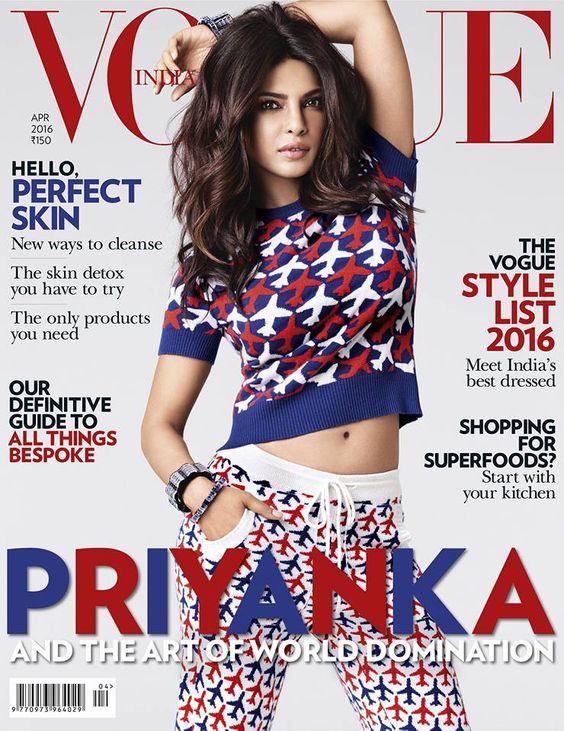 VOGUE
INDIA
APR
2016
₹150
HELLO,
PERFECT
SKIN
New ways to cleanse
The skin detox
you have to try
The only products
you need
OUR
DEFINITIVE
GUIDE TO
ALL THINGS
BESPOKE
THE
VOGUE
STYLE
LIST
2016
Meet India's
best dressed
SHOPPING
FOR
SUPERFOODS?
Start with
your kitchen
PRIYANKA
AND THE ART OF WORLD DOMINATION
04>
9 770973 964029